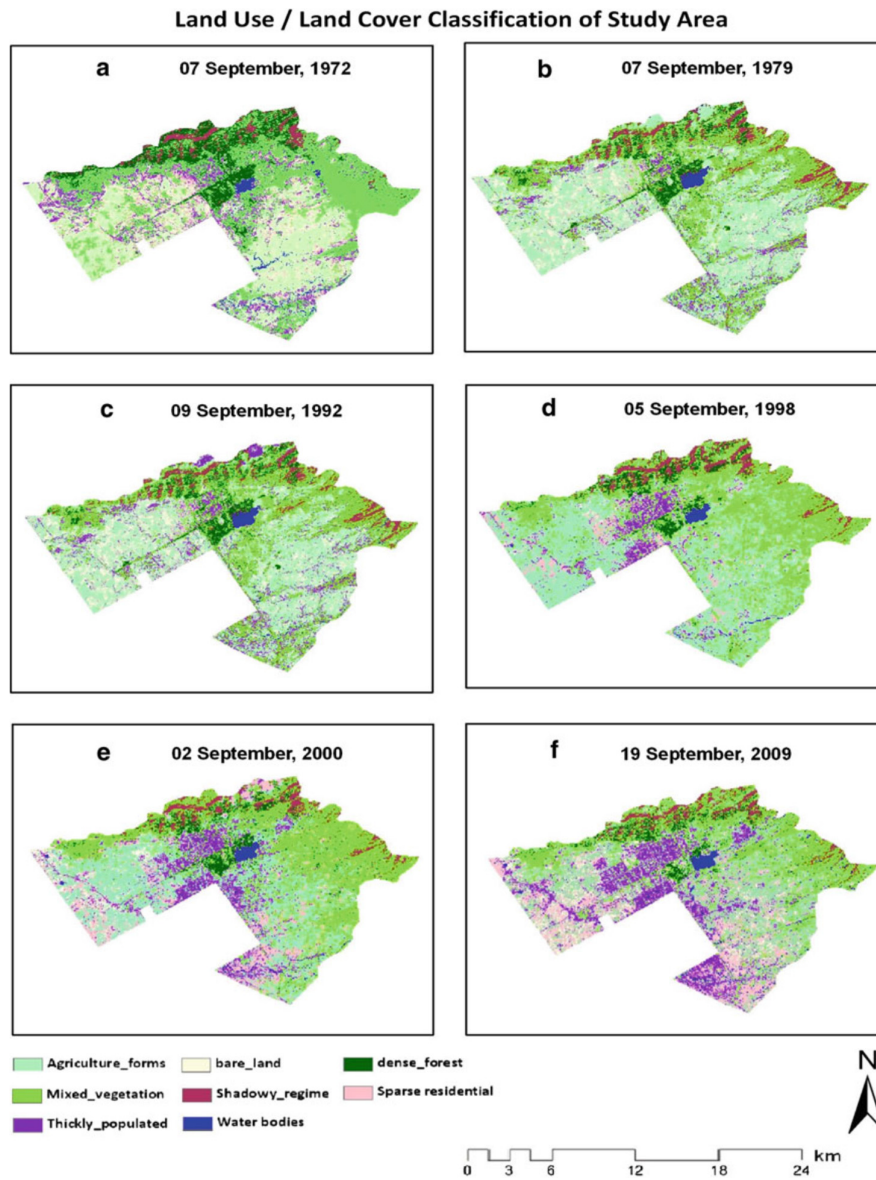 Land Use / Land Cover Classification of Study Area
a 07 September, 1972
b 07 September, 1979
c 09 September, 1992
d 05 September, 1998
e 02 September, 2000
f 19 September, 2009
Agriculture_forms bare_land dense_forest
Mixed_vegetation Shadowy_regime Sparse residential
Thickly_populated Water bodies
N
km
0 3 6 12 18 24